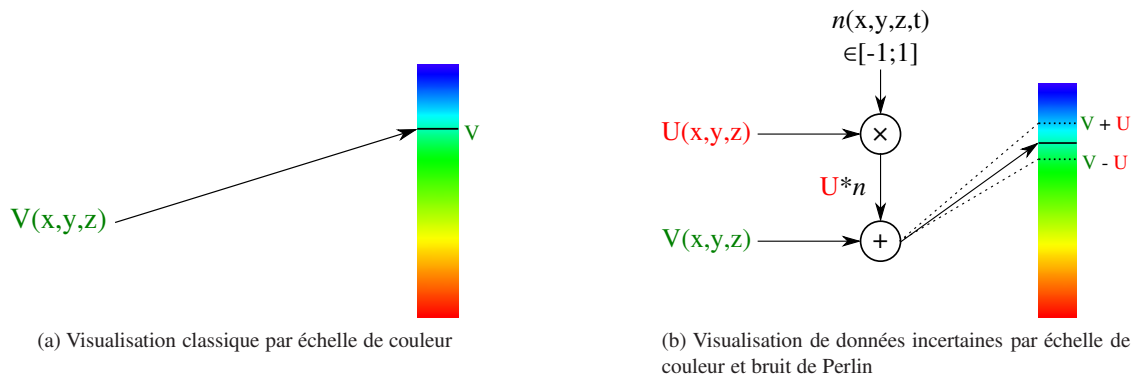 V(x,y,z)
V
(a) Visualisation classique par échelle de couleur
n(x,y,z,t)
∈[-1;1]
U(x,y,z)
×
U*n
V(x,y,z)
+
V + U
V - U
(b) Visualisation de données incertaines par échelle de
couleur et bruit de Perlin